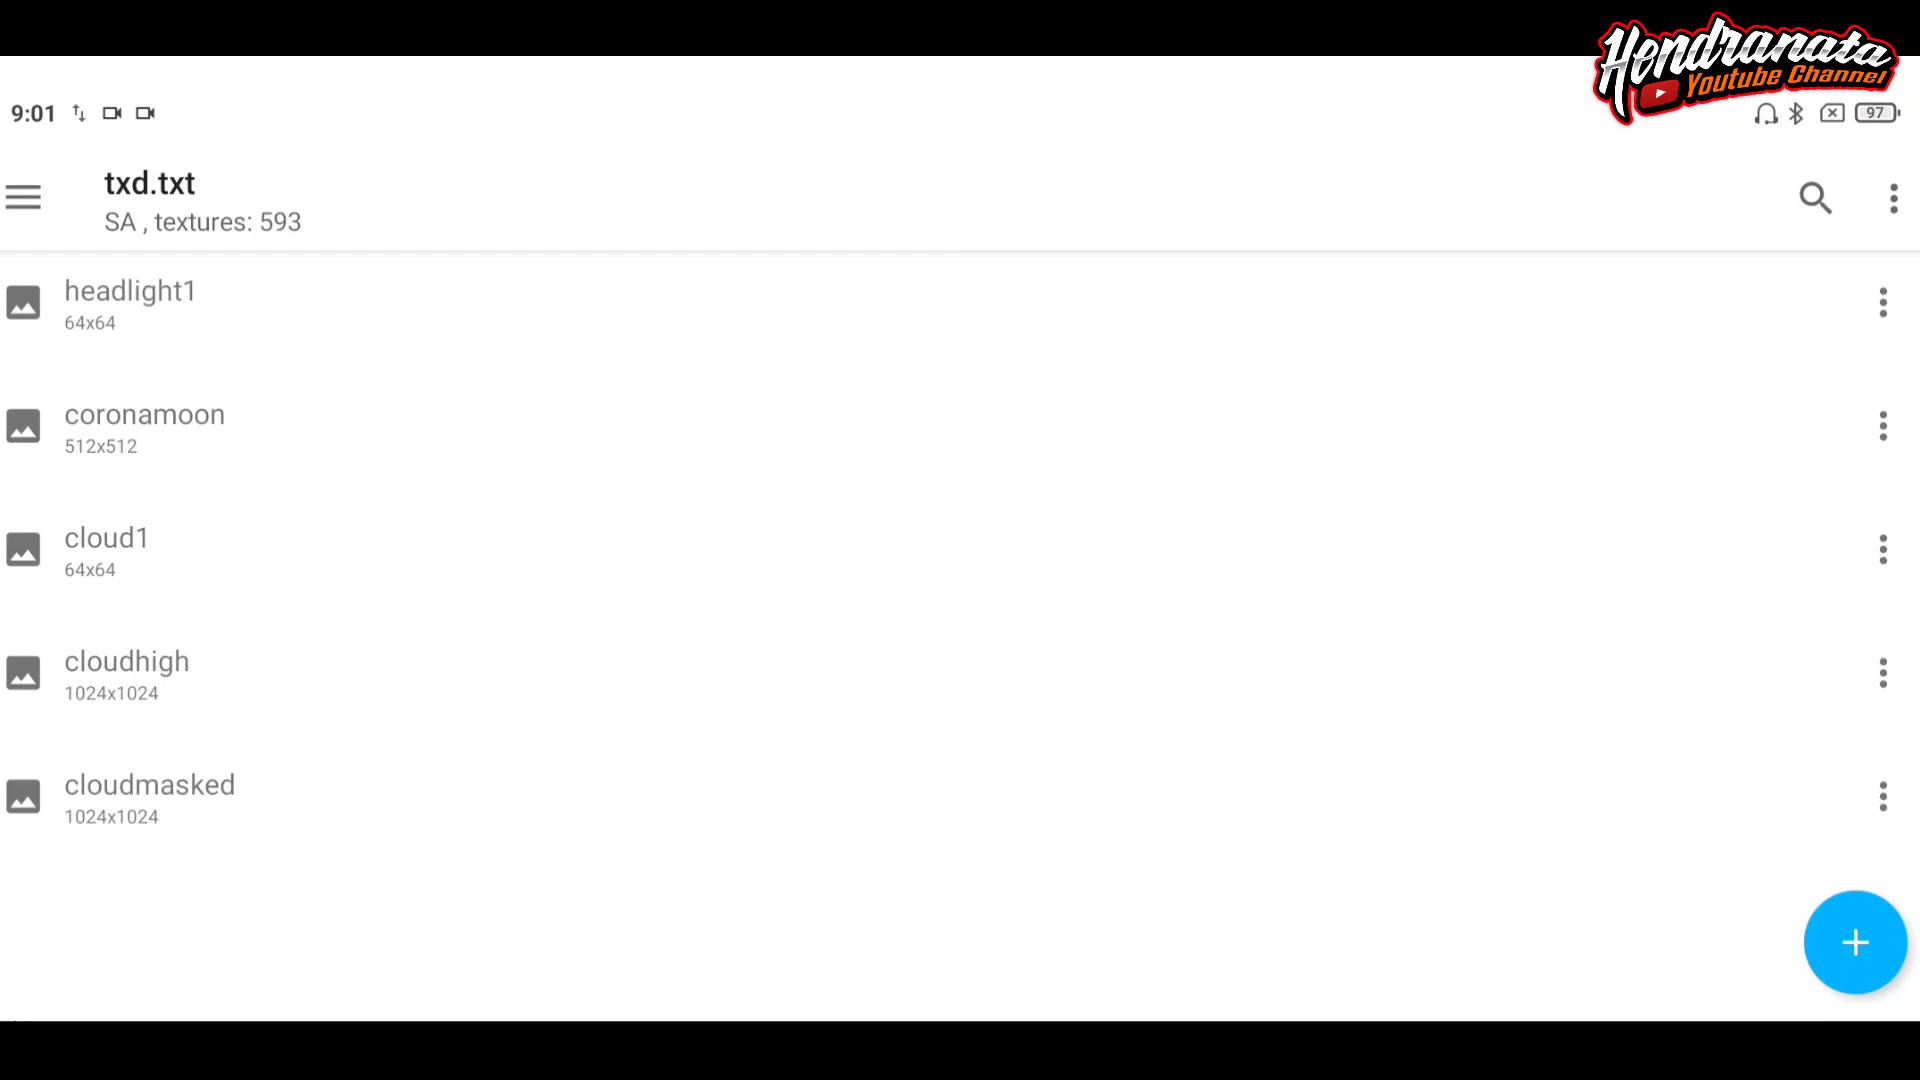 Hendranata
Youtube Channel
9:01
97
txd.txt
SA , textures: 593
headlight1
64x64
coronamoon
512x512
cloud1
64x64
cloudhigh
1024x1024
cloudmasked
1024x1024